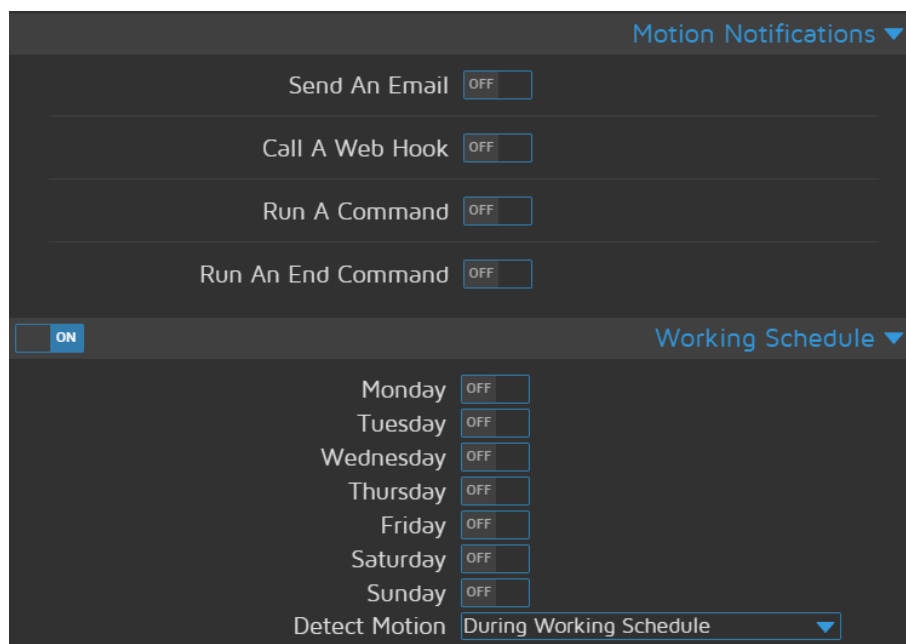 Motion Notifications
Send An Email OFF
Call A Web Hook OFF
Run A Command OFF
Run An End Command OFF
ON Working Schedule
Monday OFF
Tuesday OFF
Wednesday OFF
Thursday OFF
Friday OFF
Saturday OFF
Sunday OFF
Detect Motion During Working Schedule